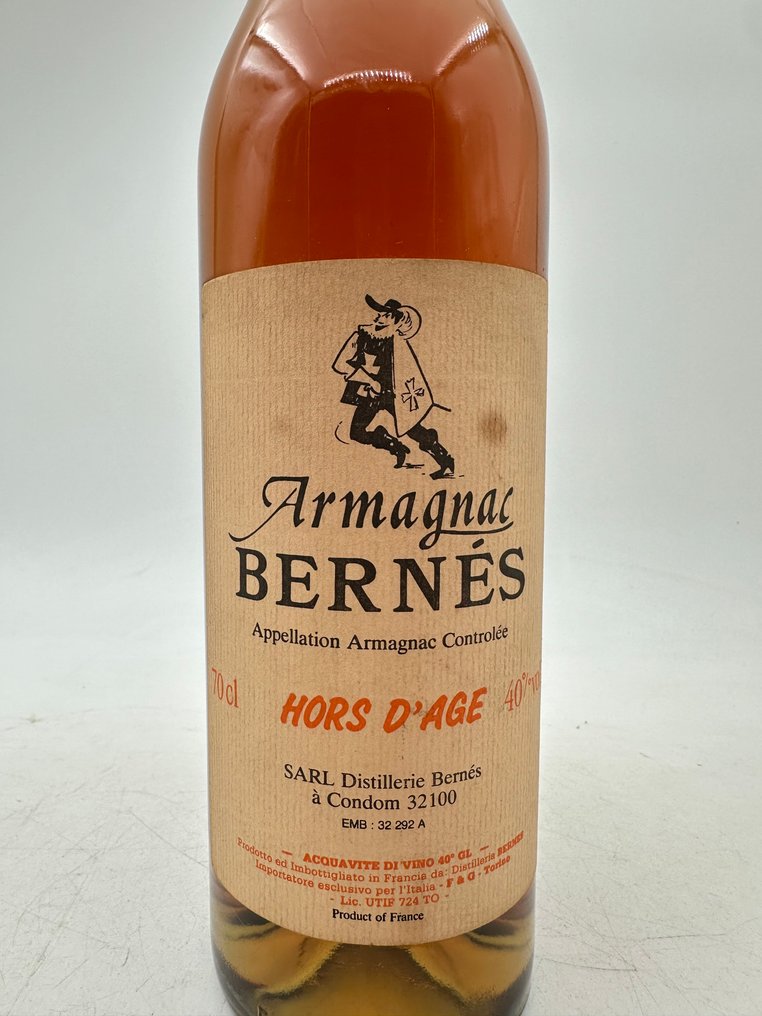 Armagnac
BERNÉS
Appellation Armagnac Controlée
70 cl
HORS D'AGE
40%vol
SARL Distillerie Bernés
à Condom 32100
EMB : 32 292 A
— ACQUAVITE DI VINO 40° GL —
Prodotto ed Imbottigliato in Francia da: Distilleria BERNES
Importatore esclusivo per l'Italia - F & G - Torino
- Lic. UTIF 724 TO -
Product of France